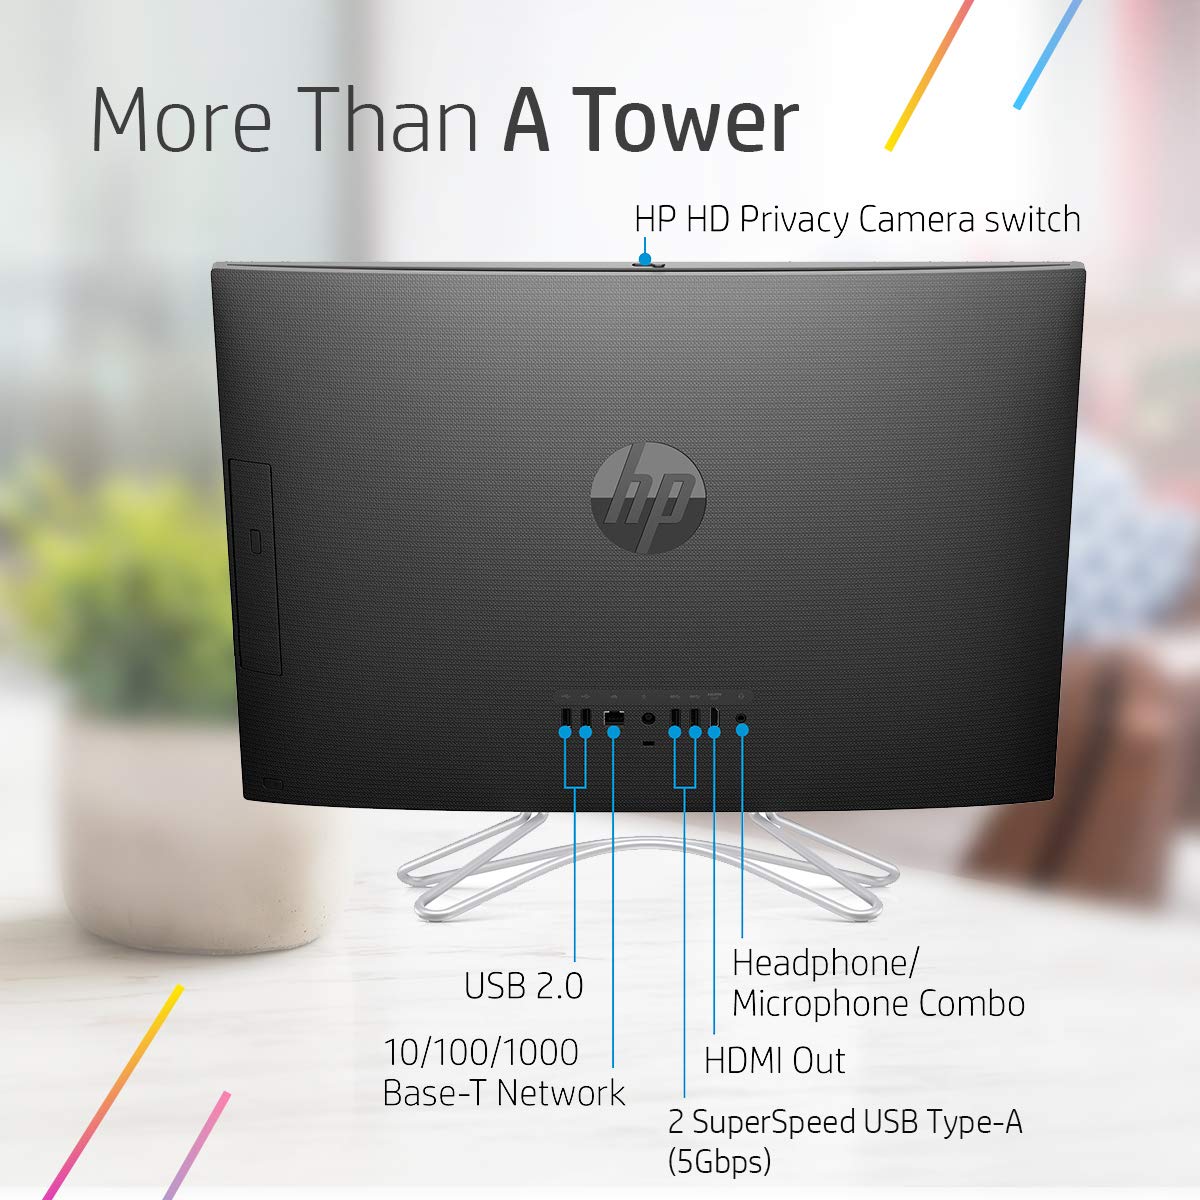 More Than A Tower
HP HD Privacy Camera switch
hp
USB 2.0
Headphone/
Microphone Combo
10/100/1000
Base-T Network
HDMI Out
2 SuperSpeed USB Type-A
(5Gbps)